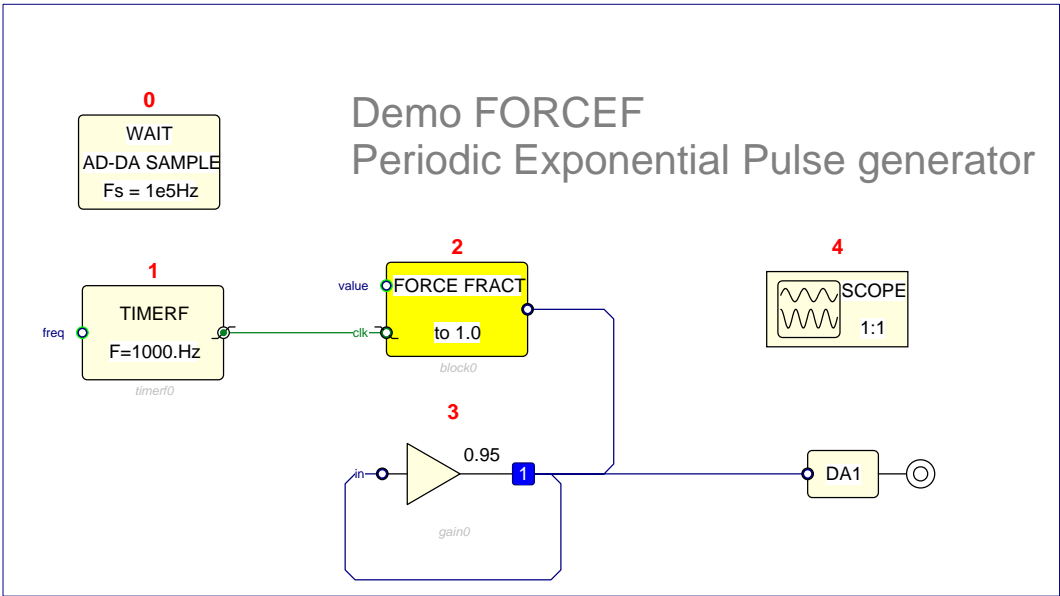 0
WAIT
AD-DA SAMPLE
Fs = 1e5Hz
Demo FORCEF
Periodic Exponential Pulse generator
1
freq
TIMERF
F=1000.Hz
timerf0
2
value
FORCE FRACT
clk
to 1.0
block0
4
SCOPE
1:1
3
in
0.95
1
gain0
DA1